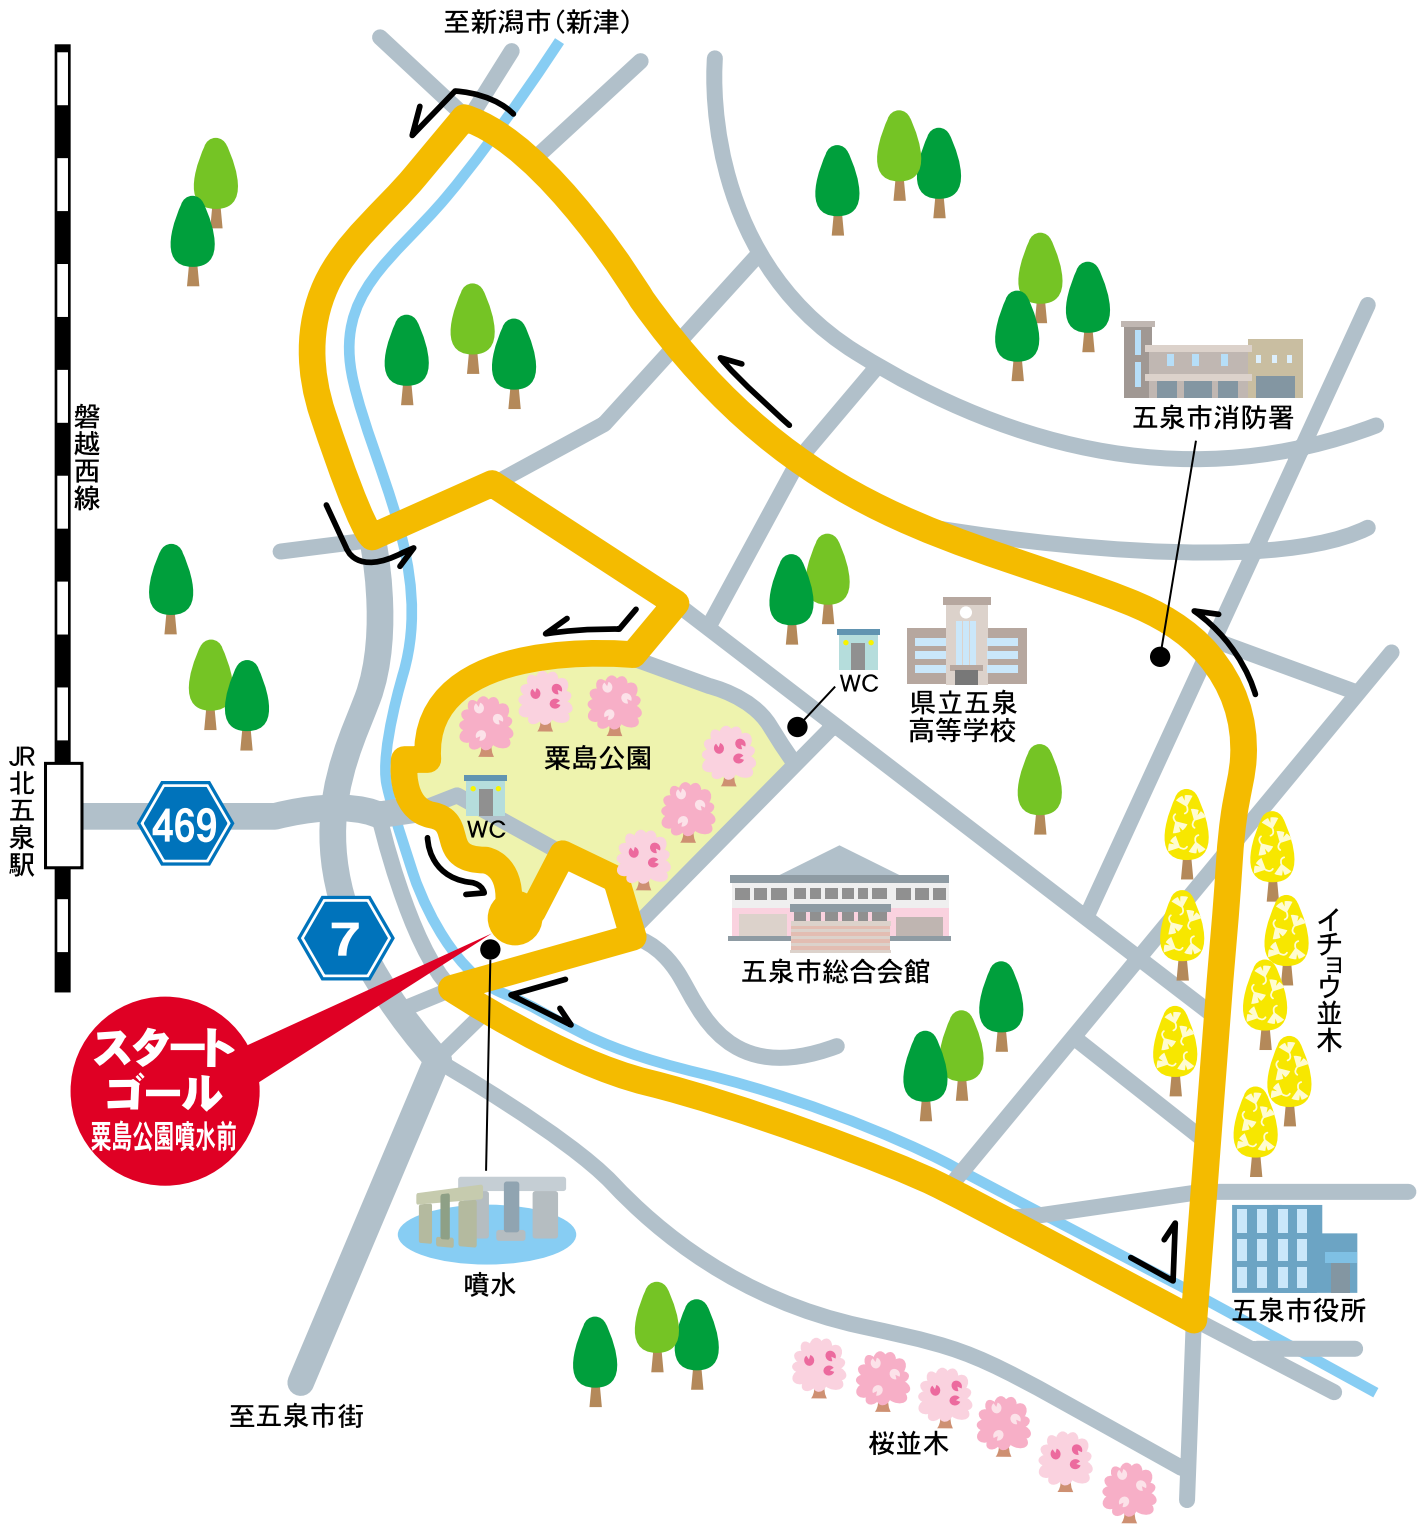 至新潟市(新津)
磐越西線
五泉市消防署
WC
県立五泉
高等学校
粟島公園
WC
JR北五泉駅
469
7
五泉市総合会館
イチョウ並木
スタート
ゴール
粟島公園噴水前
噴水
五泉市役所
至五泉市街
桜並木